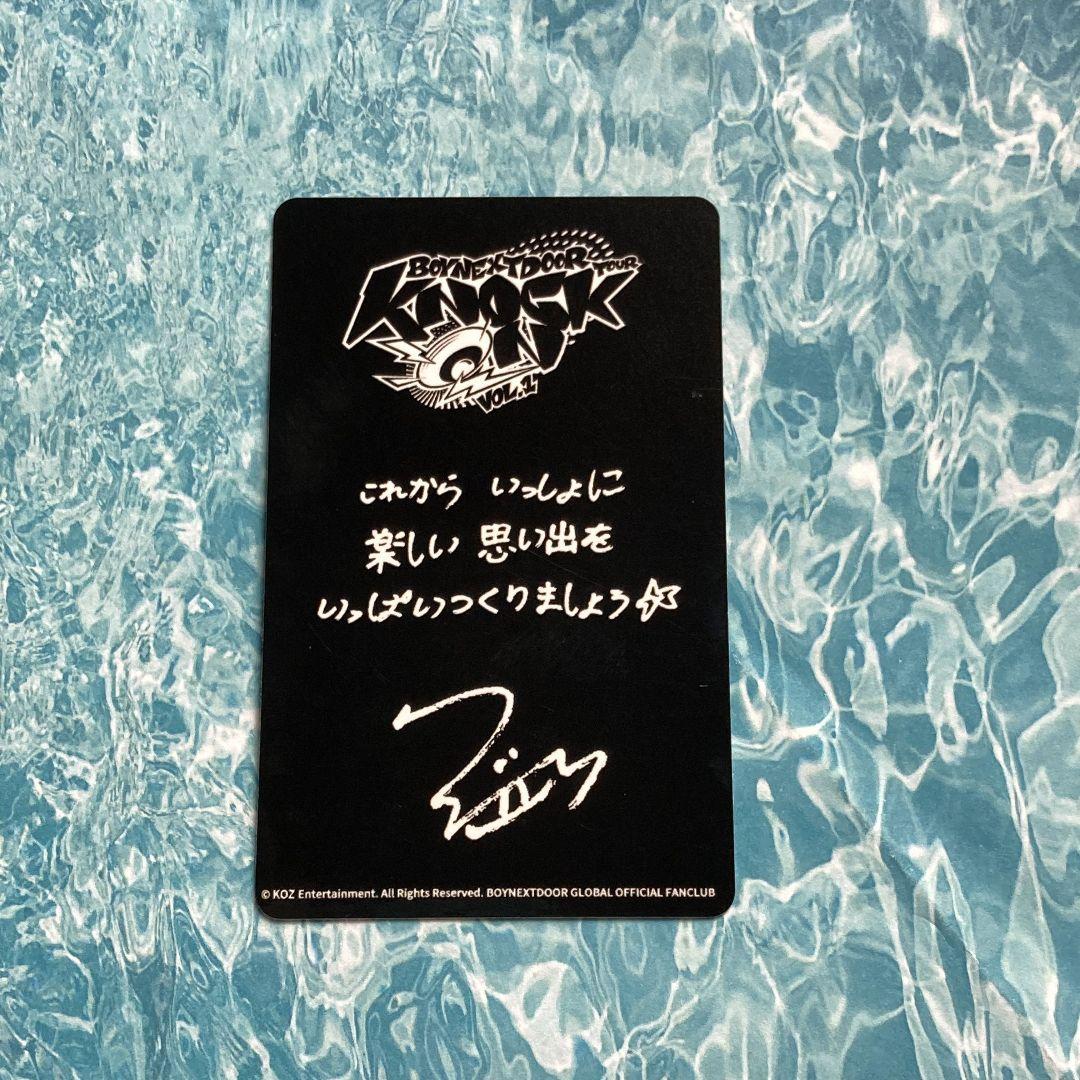 BOYNEXTDOOR TOUR
KNOCK
ON
VOL.1
これから いっしょに
楽しい 思い出を
いっぱいつくりましょう☆
© KOZ Entertainment. All Rights Reserved. BOYNEXTDOOR GLOBAL OFFICIAL FANCLUB